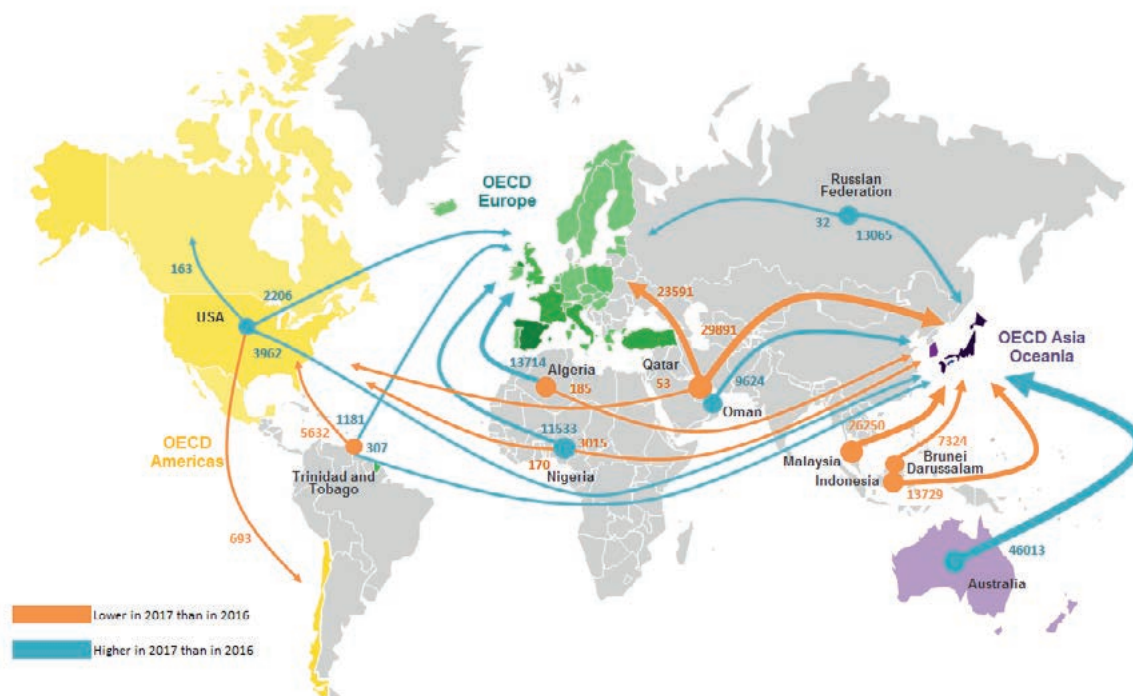 OECD
Europe
Russian
Federation
32
13065
163
2206
23591
USA
29891
OECD Asia
Oceania
3962
13714
Algeria
Qatar
185
53
9624
Oman
1181
11533
26250
7324
5632
307
3015
OECD
Americas
170
Malaysia
Brunei
Darussalam
Trinidad and
Tobago
Nigeria
Indonesia
13729
693
46013
Australia
Lower in 2017 than in 2016
Higher in 2017 than in 2016